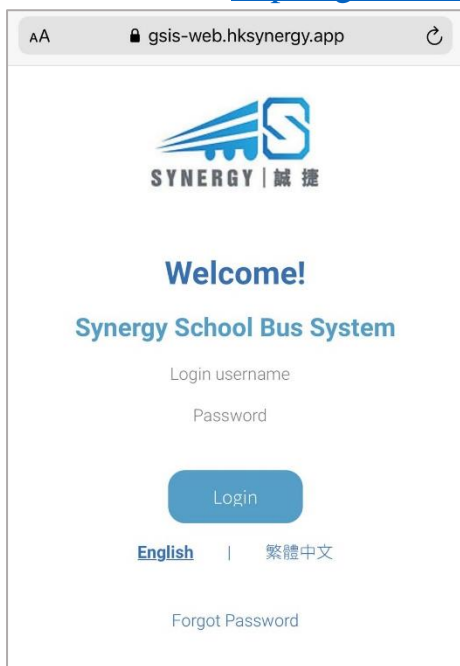 AA
gsis-web.hksynergy.app
SYNERGY | 誠 捷
Welcome!
Synergy School Bus System
Login username
Password
Login
English | 繁體中文
Forgot Password